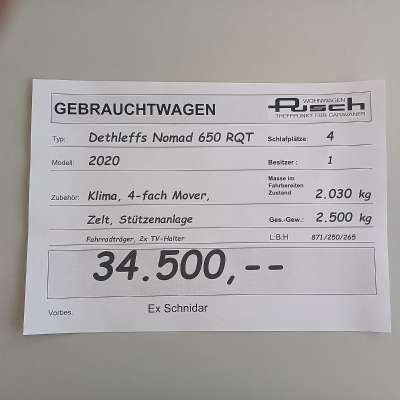 GEBRAUCHTWAGEN
WOHNWAGEN
Pusch
TREFFPUNKT FÜR CARAVANER
Typ: Dethleffs Nomad 650 RQT Schlafplätze: 4
Modell: 2020 Besitzer : 1
Zubehör: Klima, 4-fach Mover, Masse im Fahrbereiten Zustand 2.030 kg
Zelt, Stützenanlage Ges.-Gew.: 2.500 kg
Fahrradträger, 2x TV-Halter L:B:H 871/250/265
34.500,--
Vorbes. Ex Schnidar